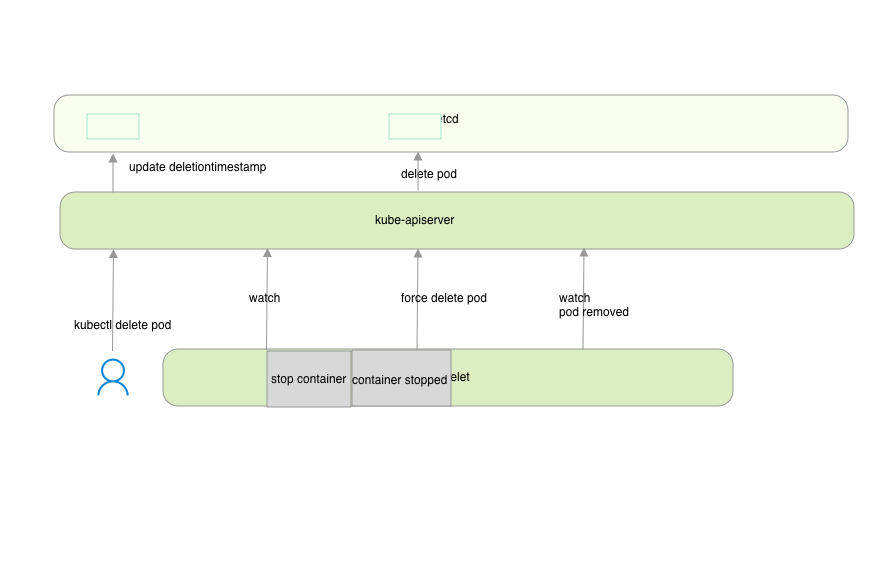 etcd
update deletiontimestamp
delete pod
kube-apiserver
watch
force delete pod
watch
pod removed
kubectl delete pod
stop container
container stopped
elet